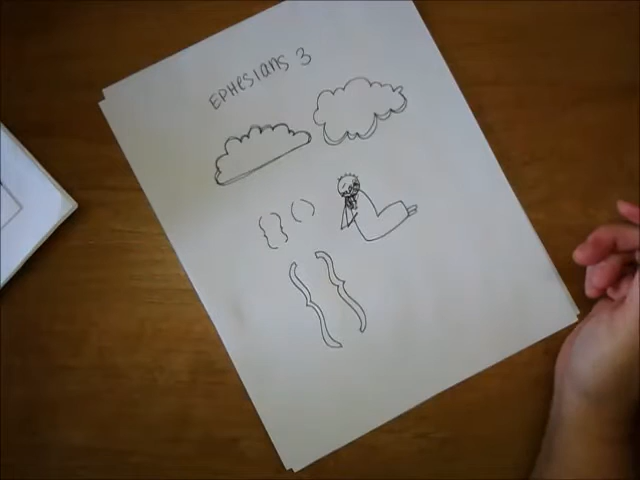 EPHesians 3
{ } ( )
{ }